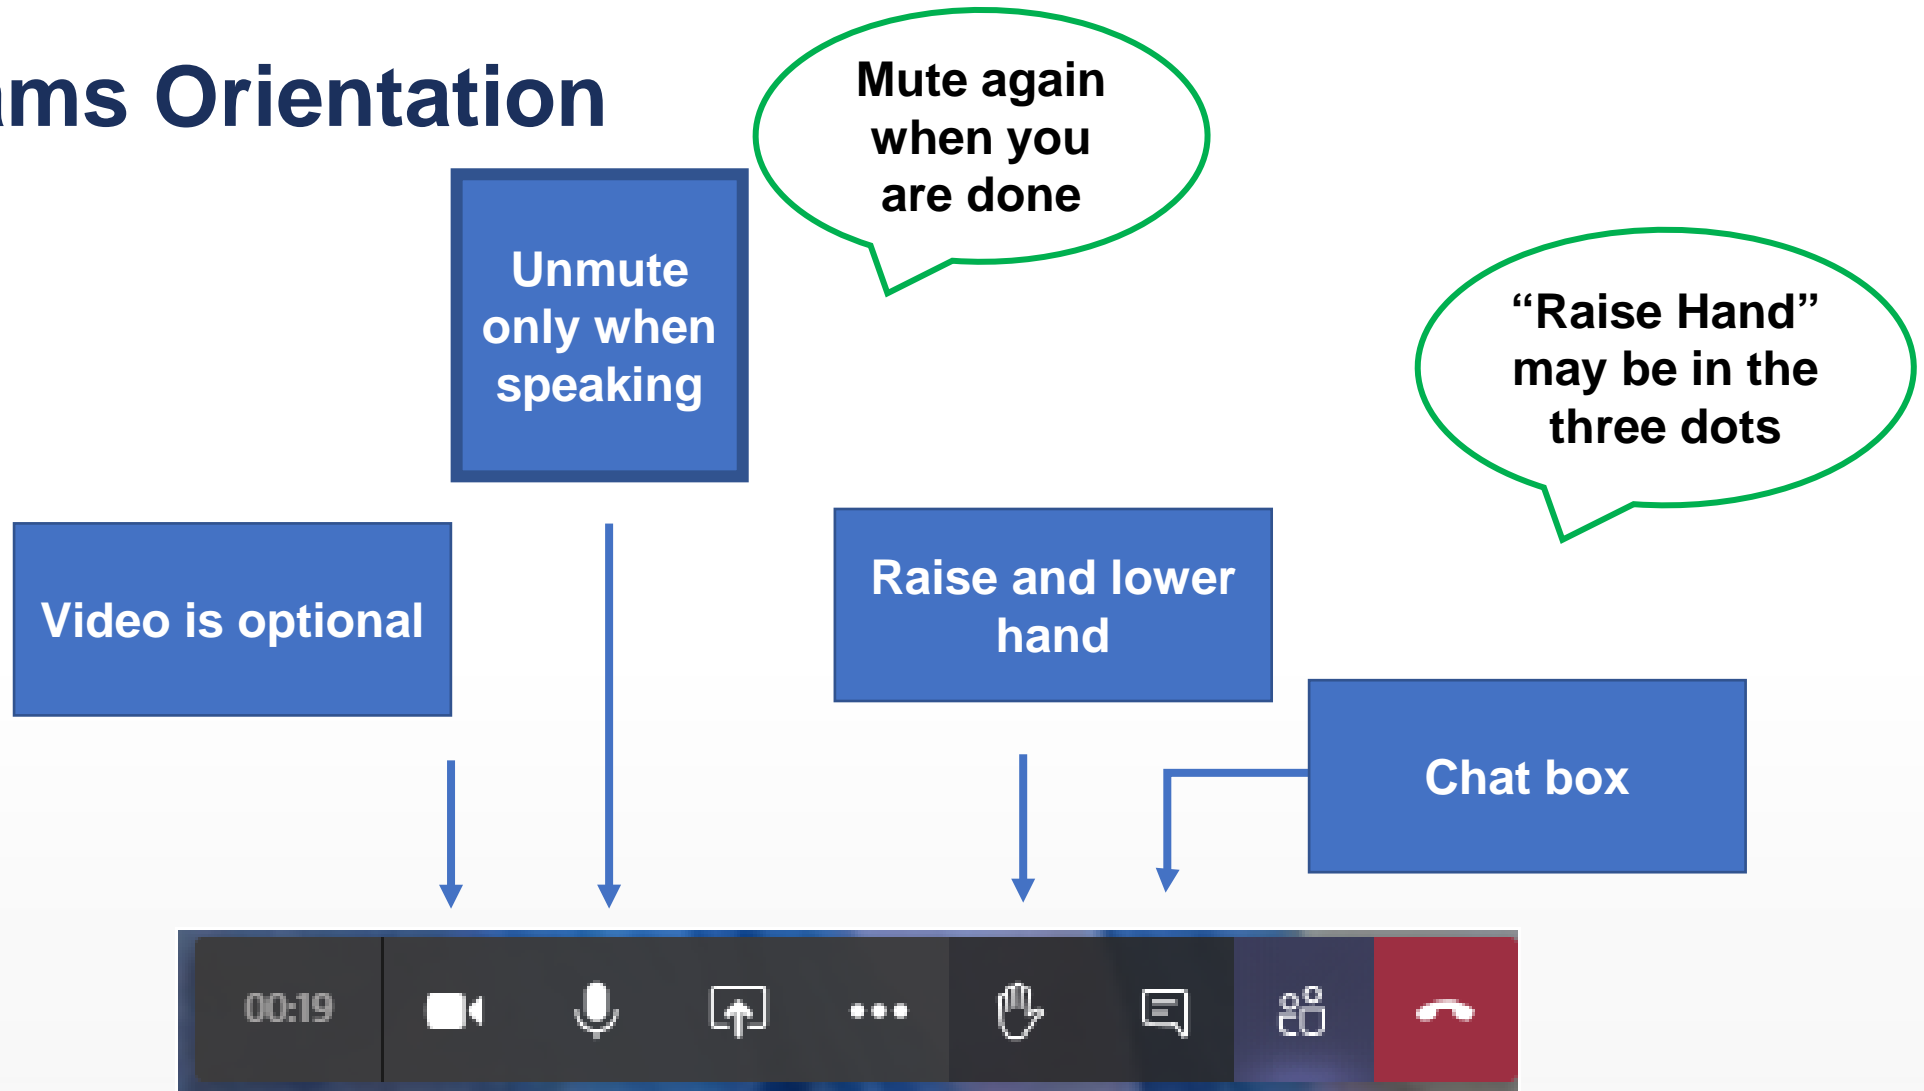 ams Orientation
Mute again
when you
are done
Unmute
only when
speaking
“Raise Hand”
may be in the
three dots
Video is optional
Raise and lower
hand
Chat box
00:19